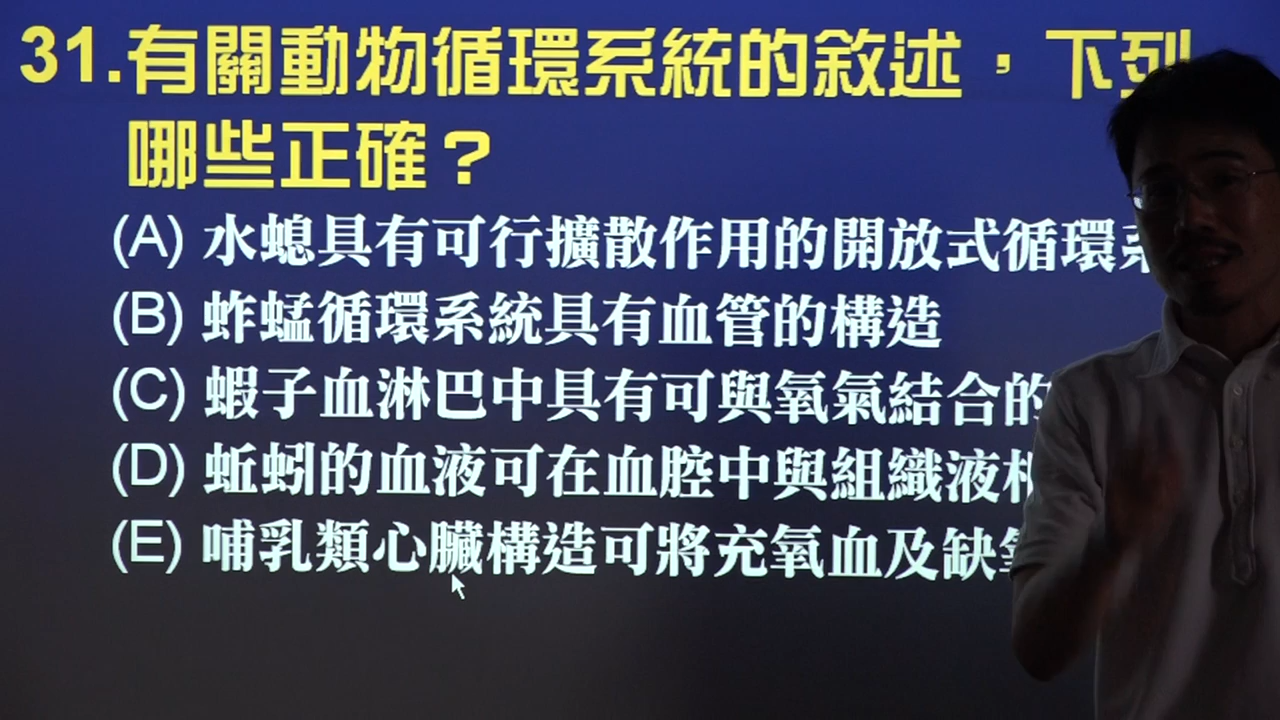 31.有關動物循環系統的敘述，下列
哪些正確？
(A) 水螅具有可行擴散作用的開放式循環系
(B) 蚱蜢循環系統具有血管的構造
(C) 蝦子血淋巴中具有可與氧氣結合的
(D) 蚯蚓的血液可在血腔中與組織液
(E) 哺乳類心臟構造可將充氧血及缺